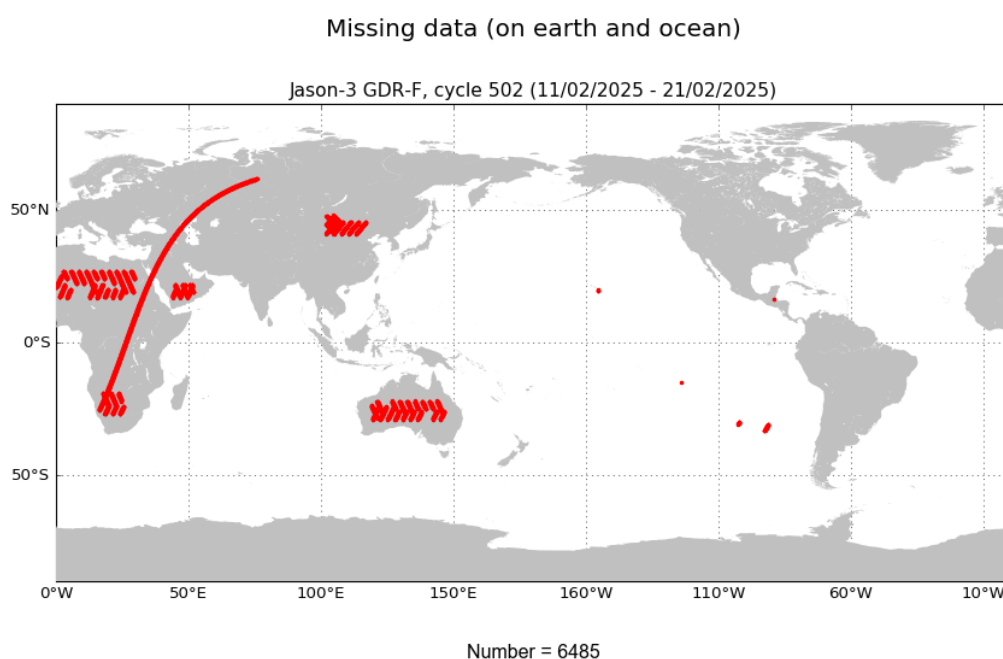 Missing data (on earth and ocean)
Jason-3 GDR-F, cycle 502 (11/02/2025 - 21/02/2025)
50°N
0°S
50°S
0°W 50°E 100°E 150°E 160°W 110°W 60°W 10°W
Number = 6485